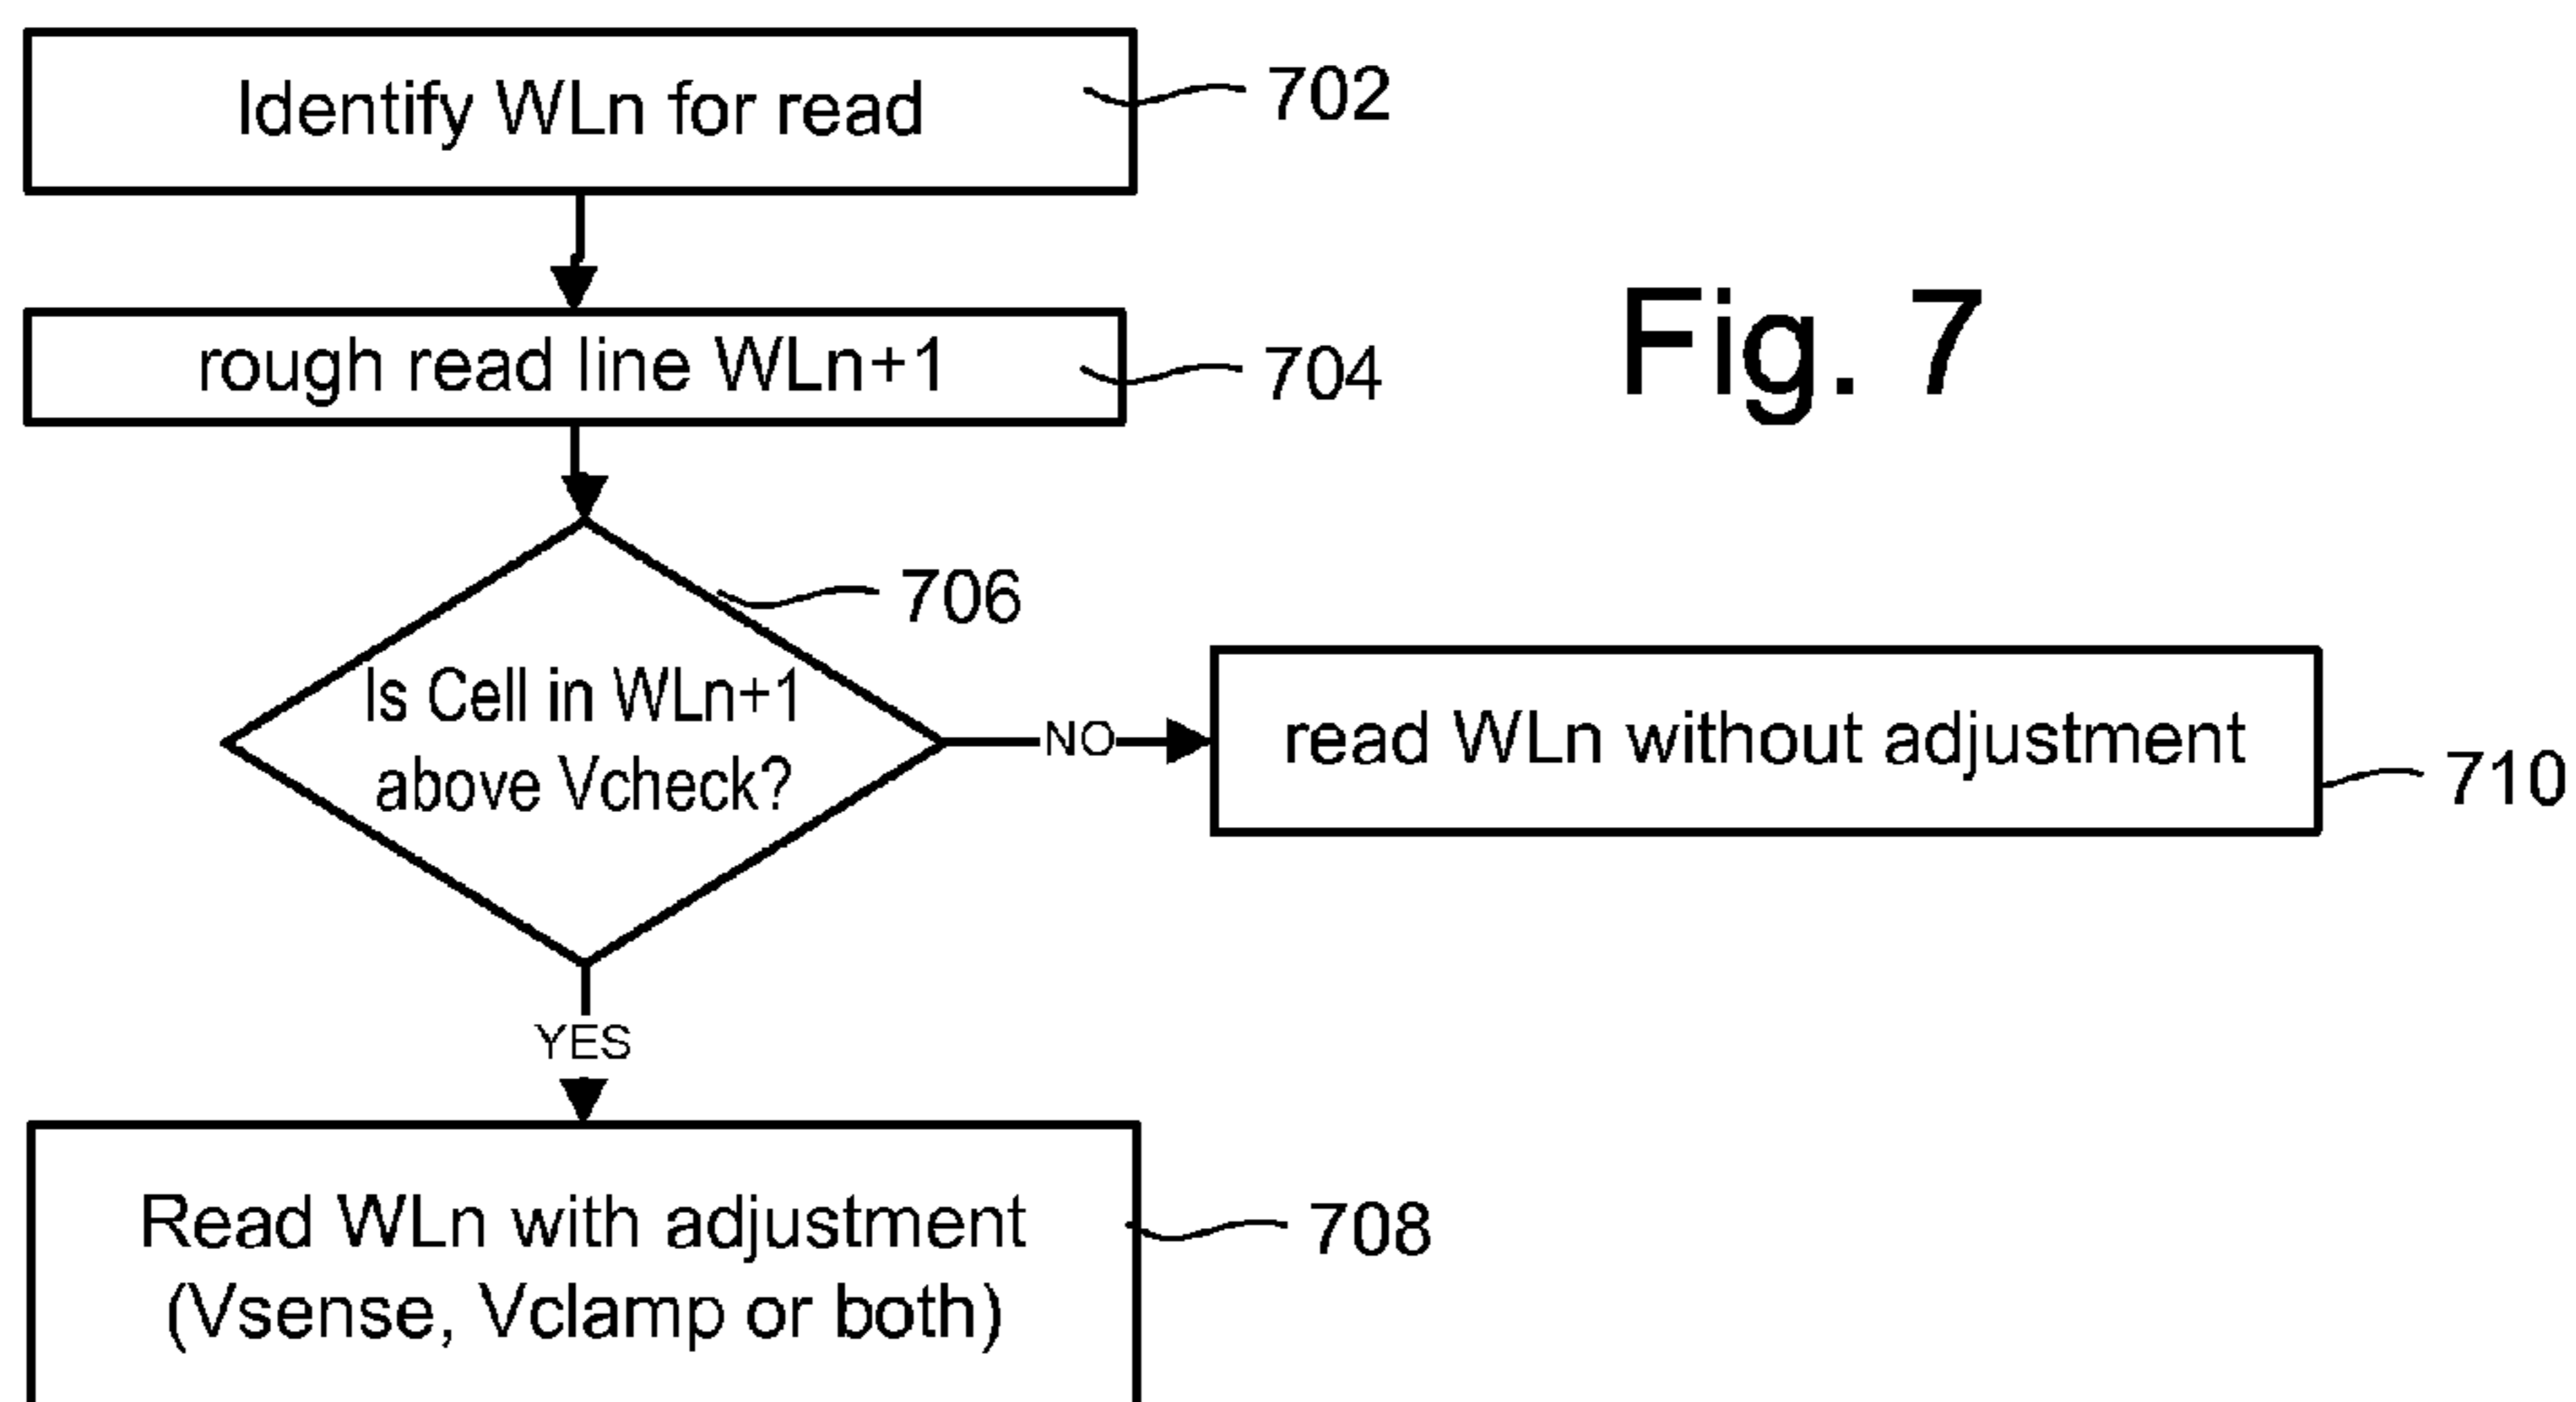 Identify WLn for read
702
rough read line WLn+1
704
Fig. 7
706
Is Cell in WLn+1
above Vcheck?
NO
read WLn without adjustment
710
YES
Read WLn with adjustment
(Vsense, Vclamp or both)
708